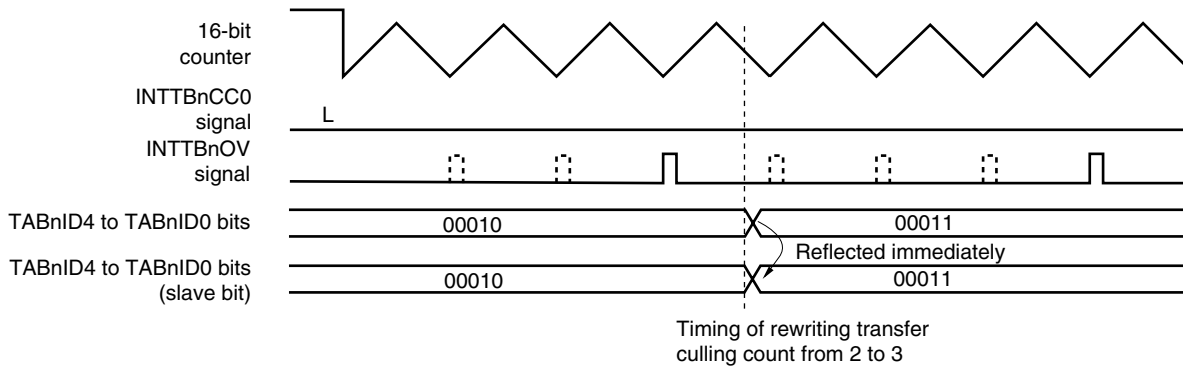 16-bit
counter
INTTBnCC0
signal
L
INTTBnOV
signal
TABnID4 to TABnID0 bits
00010
00011
Reflected immediately
TABnID4 to TABnID0 bits
(slave bit)
00010
00011
Timing of rewriting transfer
culling count from 2 to 3